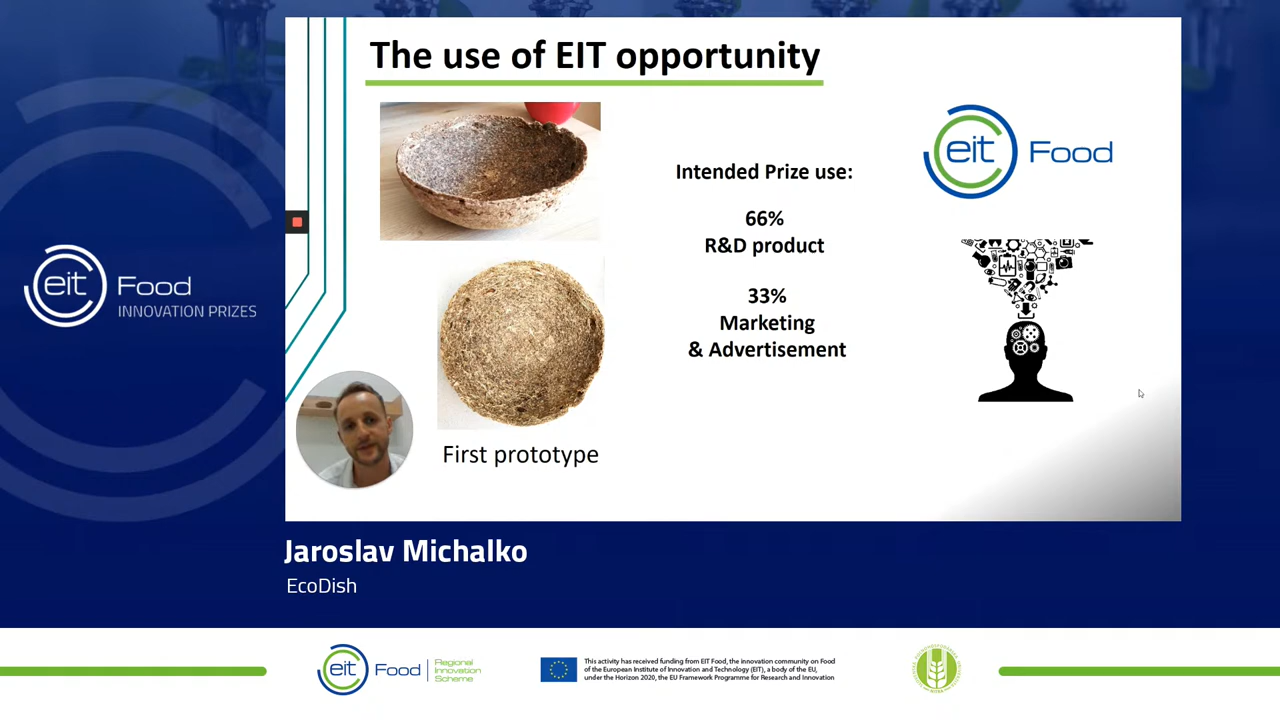 The use of EIT opportunity
eit Food
Intended Prize use:
66%
R&D product
33%
Marketing
& Advertisement
First prototype
eit Food
INNOVATION PRIZES
Jaroslav Michalko
EcoDish
eit Food
Regional
Innovation
Scheme
This activity has received funding from EIT Food, the innovation community on Food
of the European Institute of Innovation and Technology (EIT), a body of the EU,
under the Horizon 2020, the EU Framework Programme for Research and Innovation